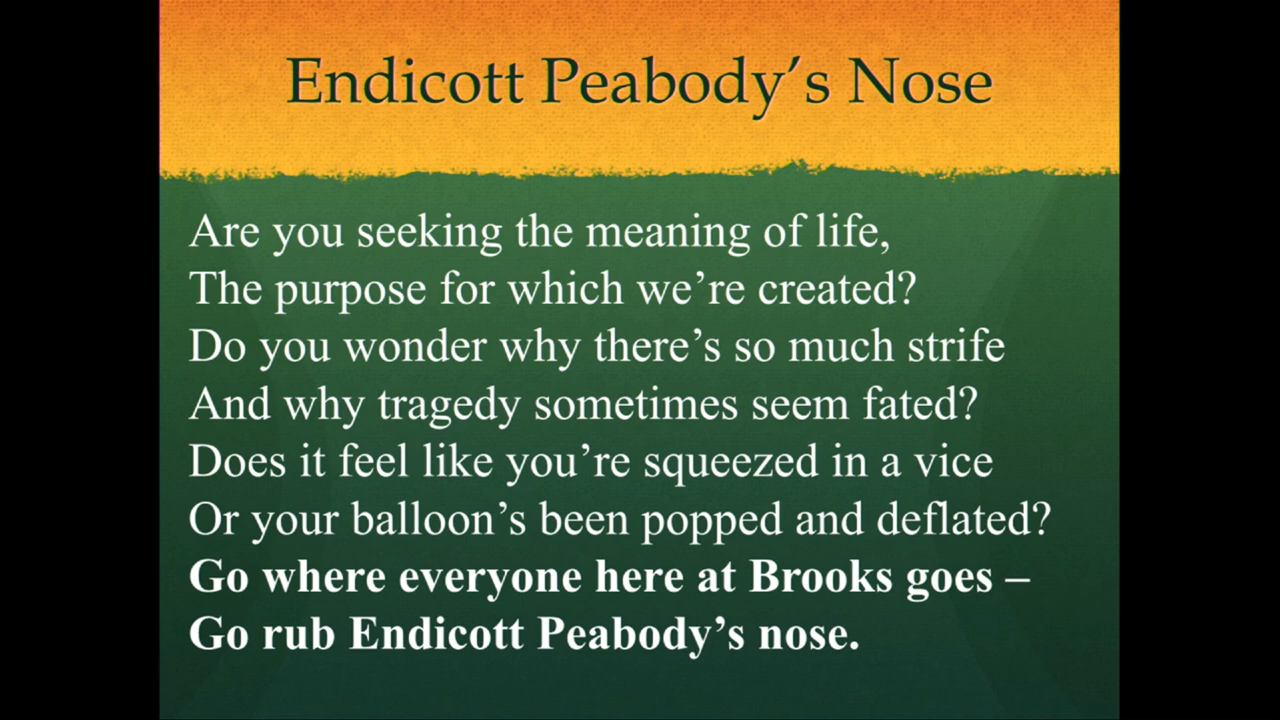 Endicott Peabody’s Nose
Are you seeking the meaning of life,
The purpose for which we’re created?
Do you wonder why there’s so much strife
And why tragedy sometimes seem fated?
Does it feel like you’re squeezed in a vice
Or your balloon’s been popped and deflated?
Go where everyone here at Brooks goes –
Go rub Endicott Peabody’s nose.